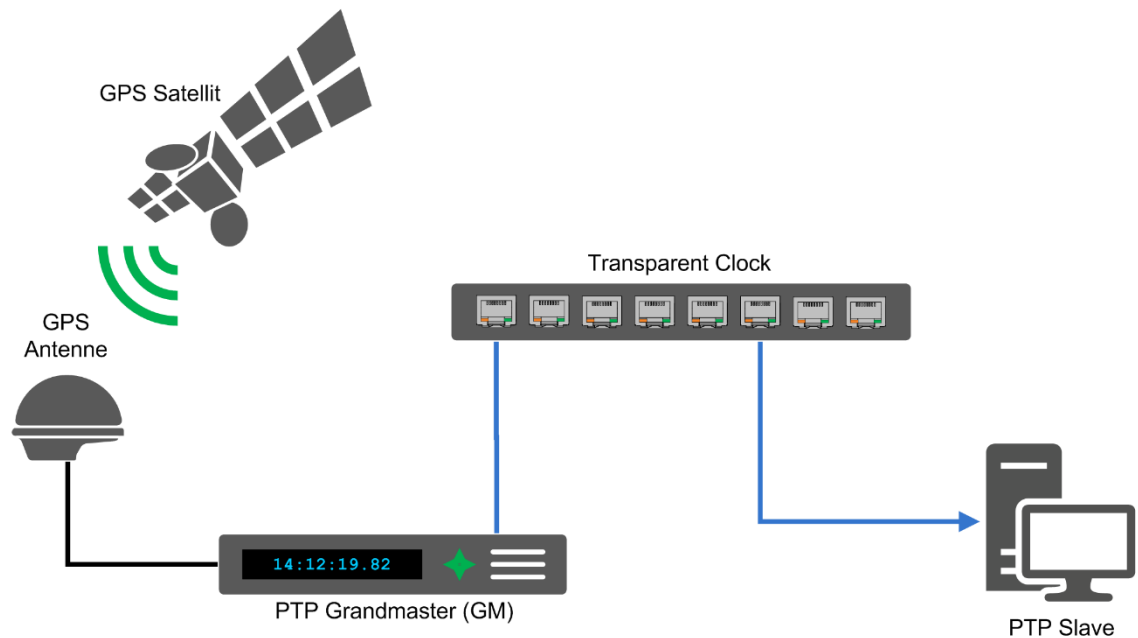 GPS Satellit
Transparent Clock
GPS
Antenne
14:12:19.82
PTP Grandmaster (GM)
PTP Slave